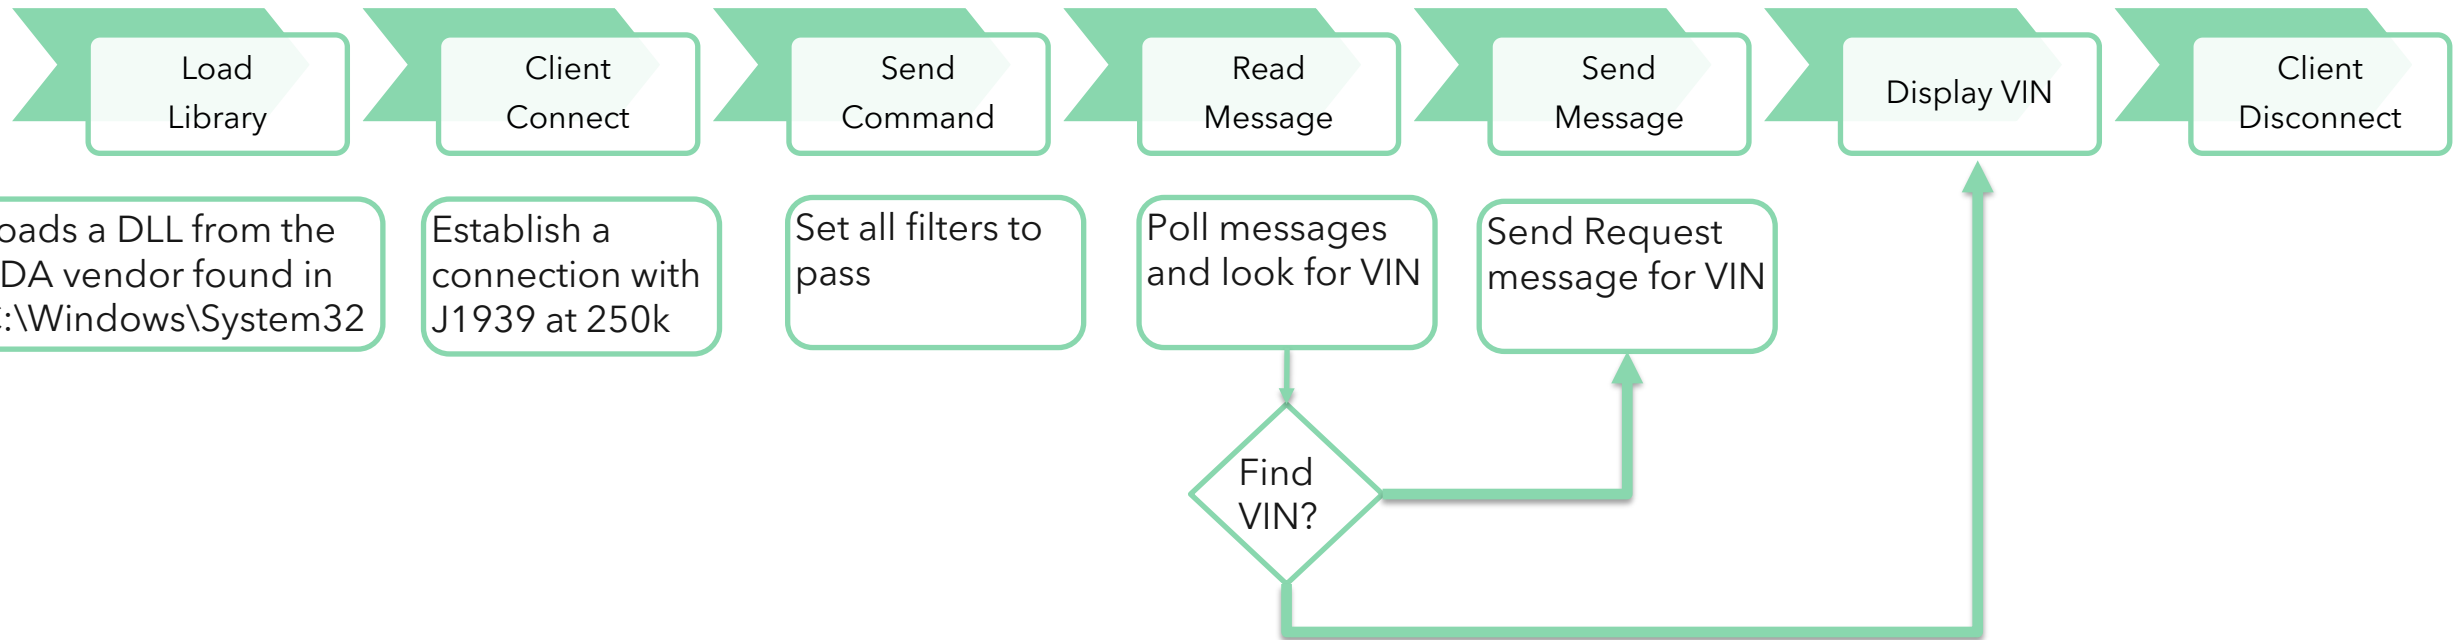 Load
Library
Client
Connect
Send
Command
Read
Message
Send
Message
Display VIN
Client
Disconnect
oads a DLL from the
DA vendor found in
:\Windows\System32
Establish a
connection with
J1939 at 250k
Set all filters to
pass
Poll messages
and look for VIN
Send Request
message for VIN
Find
VIN?